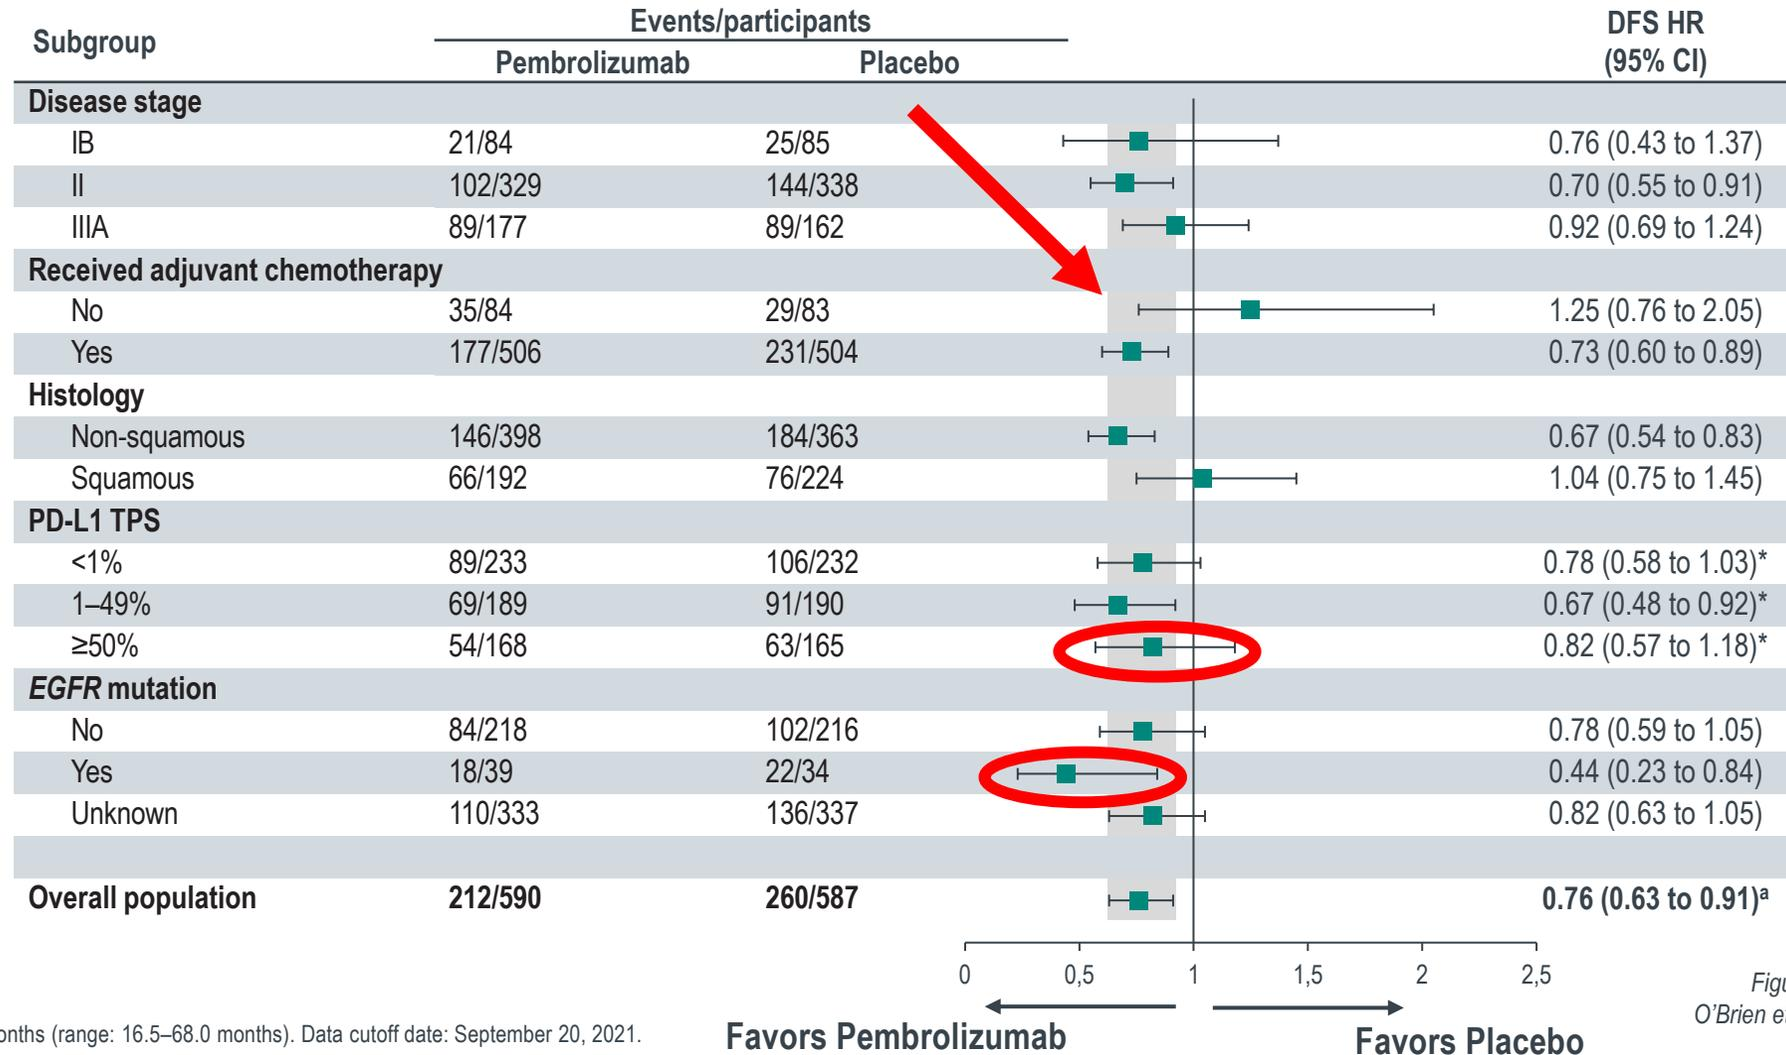 Subgroup Events/participants DFS HR (95% CI)
Pembrolizumab Placebo
Disease stage
IB 21/84 25/85 0.76 (0.43 to 1.37)
II 102/329 144/338 0.70 (0.55 to 0.91)
IIIA 89/177 89/162 0.92 (0.69 to 1.24)
Received adjuvant chemotherapy
No 35/84 29/83 1.25 (0.76 to 2.05)
Yes 177/506 231/504 0.73 (0.60 to 0.89)
Histology
Non-squamous 146/398 184/363 0.67 (0.54 to 0.83)
Squamous 66/192 76/224 1.04 (0.75 to 1.45)
PD-L1 TPS
<1% 89/233 106/232 0.78 (0.58 to 1.03)*
1–49% 69/189 91/190 0.67 (0.48 to 0.92)*
≥50% 54/168 63/165 0.82 (0.57 to 1.18)*
EGFR mutation
No 84/218 102/216 0.78 (0.59 to 1.05)
Yes 18/39 22/34 0.44 (0.23 to 0.84)
Unknown 110/333 136/337 0.82 (0.63 to 1.05)
Overall population 212/590 260/587 0.76 (0.63 to 0.91)ª
0 0,5 1 1,5 2 2,5
Favors Pembrolizumab Favors Placebo
(range: 16.5–68.0 months). Data cutoff date: September 20, 2021.
O'Brien